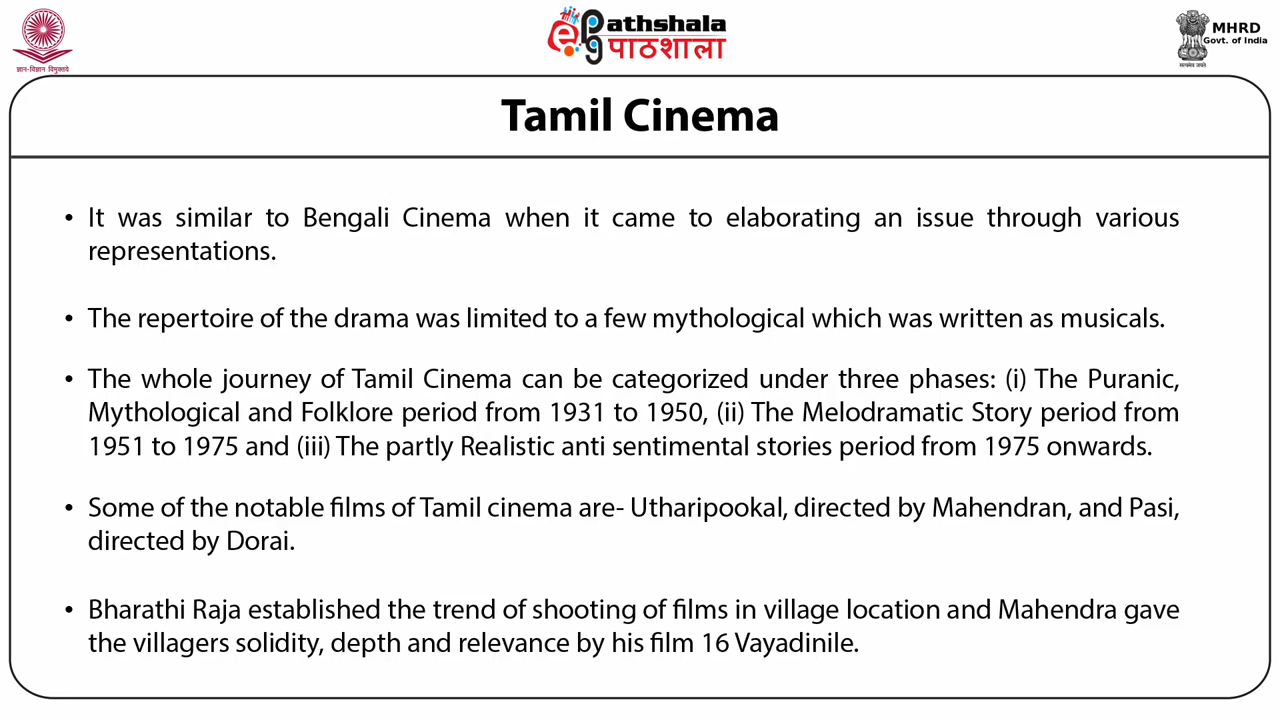 ज्ञान-विज्ञान विमुक्तये
epg Pathshala
पाठशाला
MHRD
Govt. of India
सत्यमेव जयते
Tamil Cinema
• It was similar to Bengali Cinema when it came to elaborating an issue through various
representations.
• The repertoire of the drama was limited to a few mythological which was written as musicals.
• The whole journey of Tamil Cinema can be categorized under three phases: (i) The Puranic,
Mythological and Folklore period from 1931 to 1950, (ii) The Melodramatic Story period from
1951 to 1975 and (iii) The partly Realistic anti sentimental stories period from 1975 onwards.
• Some of the notable films of Tamil cinema are- Utharipookal, directed by Mahendran, and Pasi,
directed by Dorai.
• Bharathi Raja established the trend of shooting of films in village location and Mahendra gave
the villagers solidity, depth and relevance by his film 16 Vayadinile.